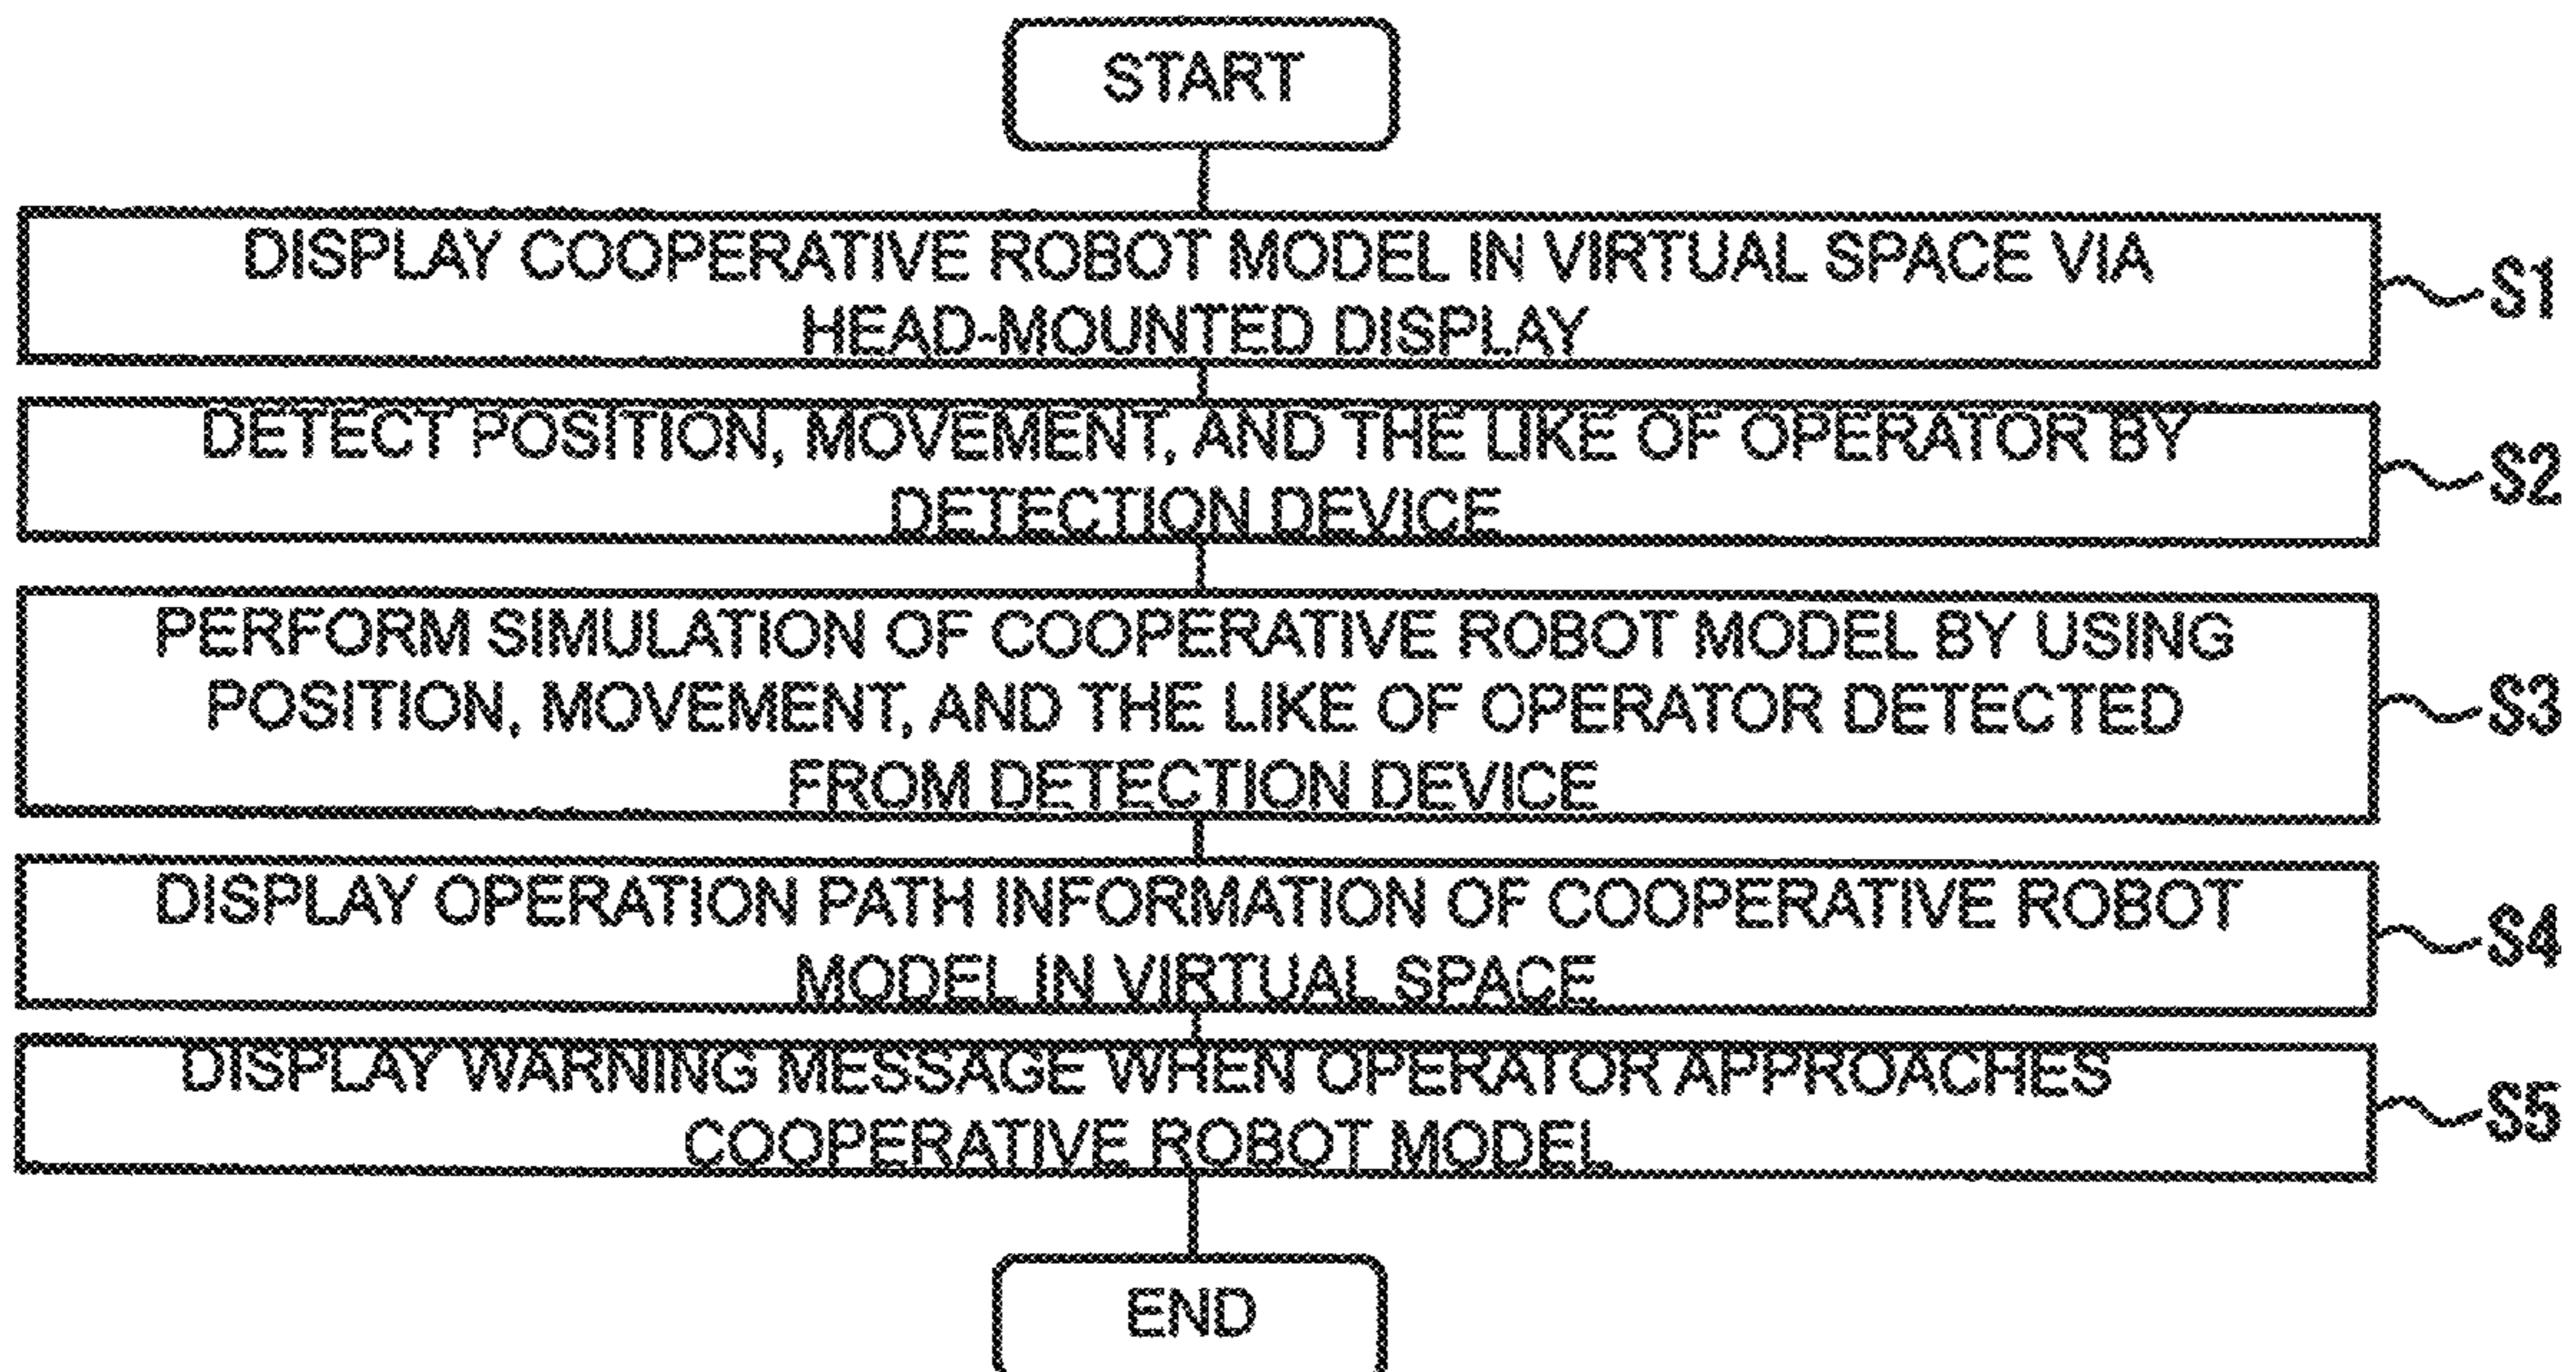 START
DISPLAY COOPERATIVE ROBOT MODEL IN VIRTUAL SPACE VIA
HEAD-MOUNTED DISPLAY
S1
DETECT POSITION, MOVEMENT, AND THE LIKE OF OPERATOR BY
DETECTION DEVICE
S2
PERFORM SIMULATION OF COOPERATIVE ROBOT MODEL BY USING
POSITION, MOVEMENT, AND THE LIKE OF OPERATOR DETECTED
FROM DETECTION DEVICE
S3
DISPLAY OPERATION PATH INFORMATION OF COOPERATIVE ROBOT
MODEL IN VIRTUAL SPACE
S4
DISPLAY WARNING MESSAGE WHEN OPERATOR APPROACHES
COOPERATIVE ROBOT MODEL
S5
END